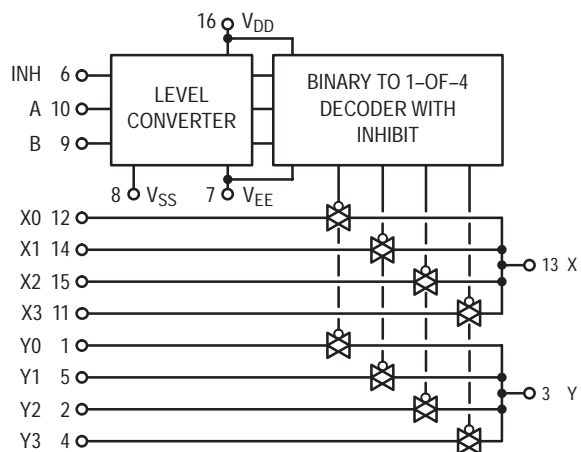 16 VDD
INH 6
A 10
B 9
LEVEL
CONVERTER
BINARY TO 1–OF–4
DECODER WITH
INHIBIT
8 VSS
7 VEE
X0 12
X1 14
X2 15
X3 11
13 X
Y0 1
Y1 5
Y2 2
Y3 4
3 Y